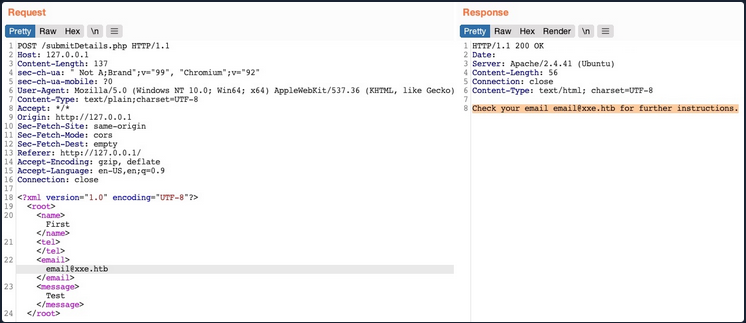 Request
Pretty Raw Hex \n
1 POST /submitDetails.php HTTP/1.1
2 Host: 127.0.0.1
3 Content-Length: 137
4 sec-ch-ua: " Not A;Brand";v="99", "Chromium";v="92"
5 sec-ch-ua-mobile: ?0
6 User-Agent: Mozilla/5.0 (Windows NT 10.0; Win64; x64) AppleWebKit/537.36 (KHTML, like Gecko)
7 Content-Type: text/plain;charset=UTF-8
8 Accept: */*
9 Origin: http://127.0.0.1
10 Sec-Fetch-Site: same-origin
11 Sec-Fetch-Mode: cors
12 Sec-Fetch-Dest: empty
13 Referer: http://127.0.0.1/
14 Accept-Encoding: gzip, deflate
15 Accept-Language: en-US,en;q=0.9
16 Connection: close
17
18 <?xml version="1.0" encoding="UTF-8"?>
19 <root>
20 <name>
First
</name>
21 <tel>
</tel>
22 <email>
email@xxe.htb
</email>
23 <message>
Test
</message>
24 </root>
Response
Pretty Raw Hex Render \n
1 HTTP/1.1 200 OK
2 Date:
3 Server: Apache/2.4.41 (Ubuntu)
4 Content-Length: 56
5 Connection: close
6 Content-Type: text/html; charset=UTF-8
7
8 Check your email email@xxe.htb for further instructions.